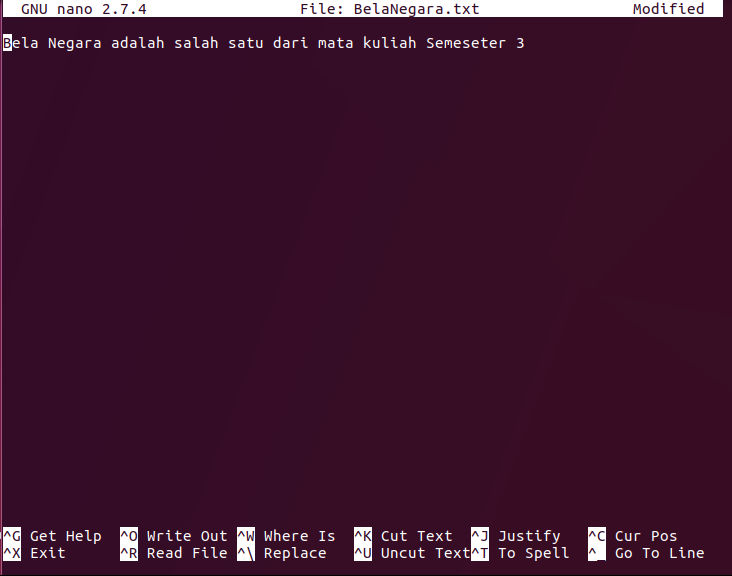 GNU nano 2.7.4 File: BelaNegara.txt Modified
Bela Negara adalah salah satu dari mata kuliah Semeseter 3
^G Get Help ^O Write Out ^W Where Is ^K Cut Text ^J Justify ^C Cur Pos
^X Exit ^R Read File ^\ Replace ^U Uncut Text ^T To Spell ^_ Go To Line